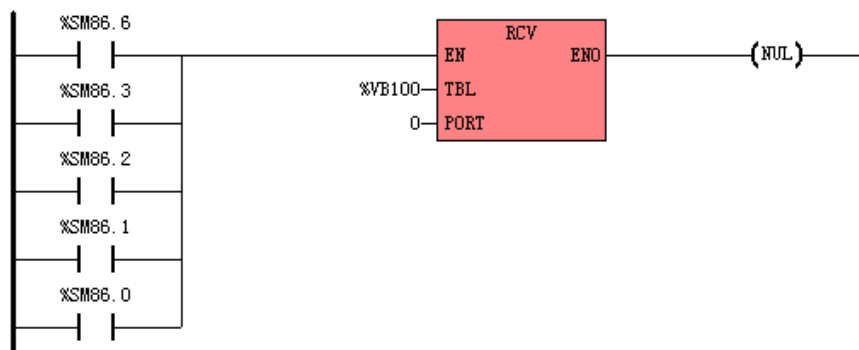 %SM86.6
RCV
EN ENO (NUL)
%SM86.3
%VB100 TBL
0 PORT
%SM86.2
%SM86.1
%SM86.0